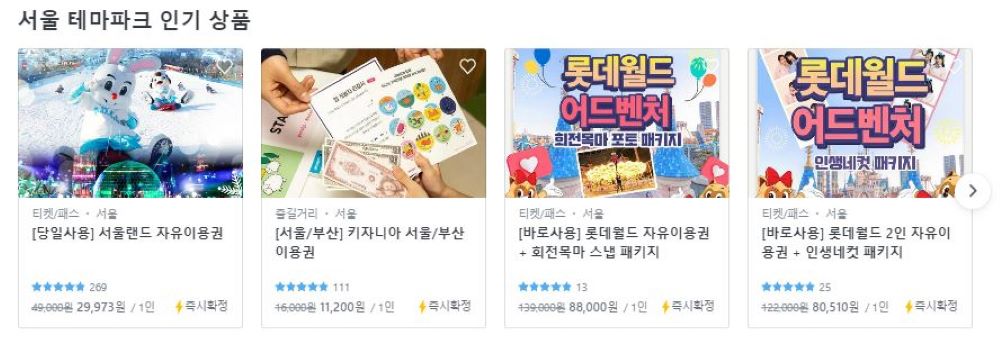 서울 테마파크 인기 상품
롯데월드
어드벤처
회전목마 포토 패키지
롯데월드
어드벤처
인생네컷 패키지
티켓/패스 · 서울
[당일사용] 서울랜드 자유이용권
★★★★★ 269
49,000원 29,973원 / 1인 즉시확정
즐길거리 · 서울
[서울/부산] 키자니아 서울/부산
이용권
★★★★★ 111
16,000원 11,200원 / 1인 즉시확정
티켓/패스 · 서울
[바로사용] 롯데월드 자유이용권
+ 회전목마 스냅 패키지
★★★★★ 13
139,000원 88,000원 / 1인 즉시확정
티켓/패스 · 서울
[바로사용] 롯데월드 2인 자유이
용권 + 인생네컷 패키지
★★★★★ 25
122,000원 80,510원 / 1인 즉시확정